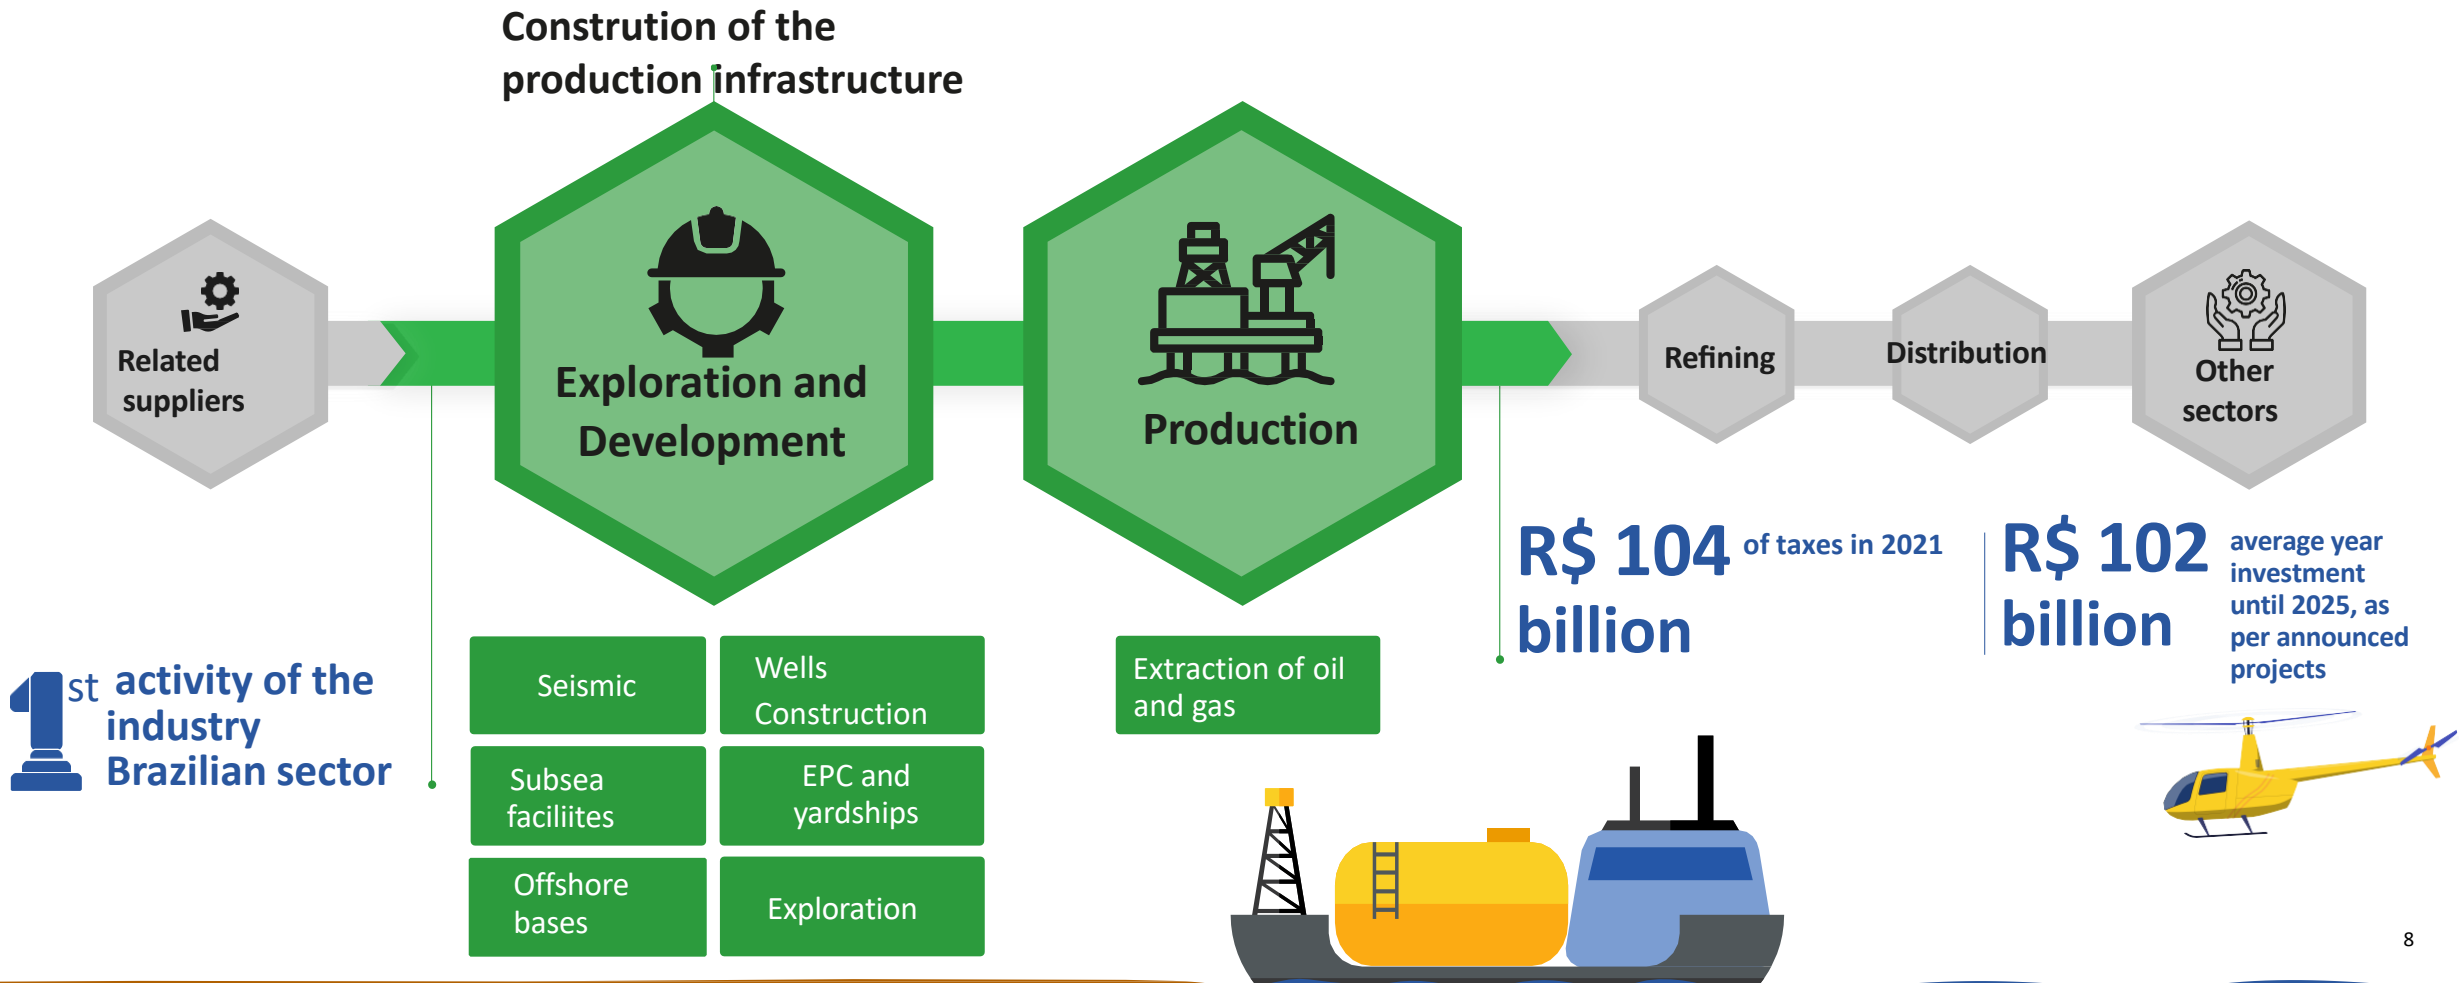 Constrution of the
production infrastructure
Related
suppliers
Exploration and
Development
Production
Refining
Distribution
Other
sectors
1st activity of the
industry
Brazilian sector
Seismic
Wells
Construction
Subsea
faciliites
EPC and
yardships
Offshore
bases
Exploration
Extraction of oil
and gas
R$ 104
billion
of taxes in 2021
R$ 102
billion
average year
investment
until 2025, as
per announced
projects
8